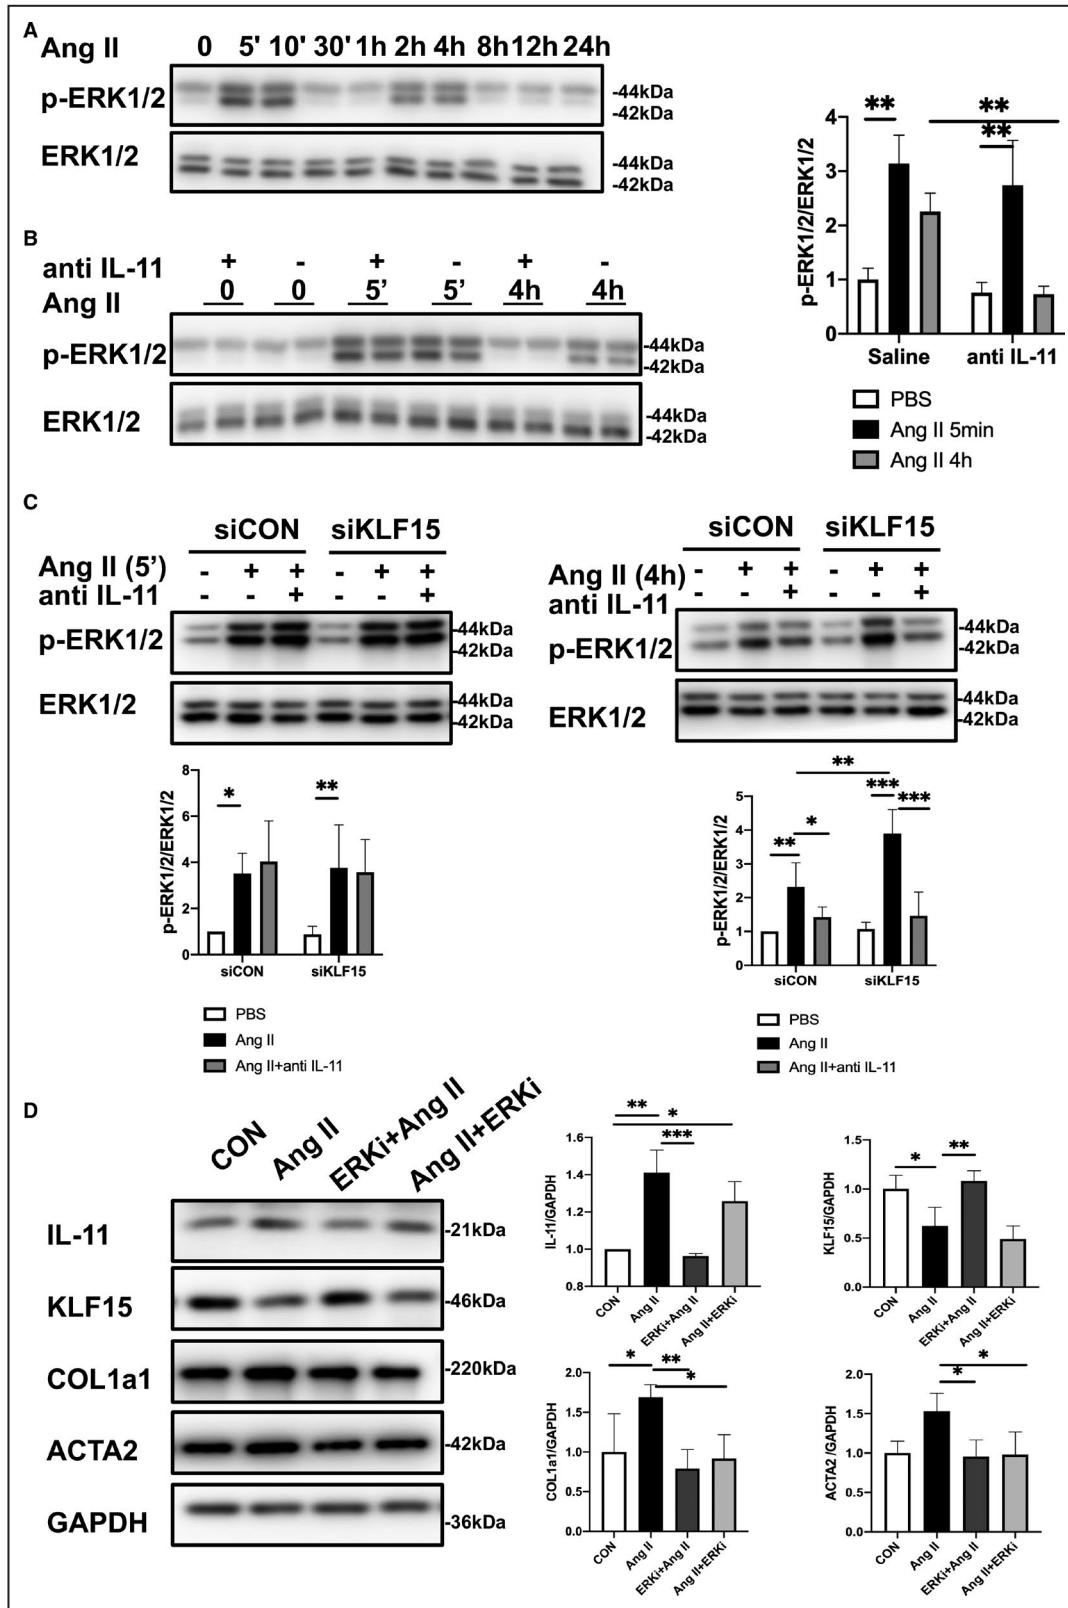 A
Ang II 0 5' 10' 30' 1h 2h 4h 8h 12h 24h
p-ERK1/2
-44kDa
-42kDa
ERK1/2
-44kDa
-42kDa
B
anti IL-11 + - + - + -
Ang II 0 0 5' 5' 4h 4h
p-ERK1/2
-44kDa
-42kDa
ERK1/2
-44kDa
-42kDa
p-ERK1/2/ERK1/2
4
3
2
1
0
** ** **
Saline anti IL-11
PBS
Ang II 5min
Ang II 4h
C
siCON siKLF15
Ang II (5') - + + - + +
anti IL-11 - - + - - +
p-ERK1/2
-44kDa
-42kDa
ERK1/2
-44kDa
-42kDa
p-ERK1/2/ERK1/2
8
6
4
2
0
* **
siCON siKLF15
PBS
Ang II
Ang II+anti IL-11
siCON siKLF15
Ang II (4h) - + + - + +
anti IL-11 - - + - - +
p-ERK1/2
-44kDa
-42kDa
ERK1/2
-44kDa
-42kDa
p-ERK1/2/ERK1/2
5
4
3
2
1
0
** * ** *** ***
siCON siKLF15
PBS
Ang II
Ang II+anti IL-11
D
CON Ang II ERKi+Ang II Ang II+ERKi
IL-11 -21kDa
KLF15 -46kDa
COL1a1 -220kDa
ACTA2 -42kDa
GAPDH -36kDa
IL-11/GAPDH
1.6
1.4
1.2
1.0
0.8
** * ***
CON Ang II ERKi+Ang II Ang II+ERKi
KLF15/GAPDH
1.5
1.0
0.5
0.0
* **
CON Ang II ERKi+Ang II Ang II+ERKi
COL1a1/GAPDH
2.0
1.5
1.0
0.5
0.0
* ** *
CON Ang II ERKi+Ang II Ang II+ERKi
ACTA2 /GAPDH
2.0
1.5
1.0
0.5
0.0
* *
CON Ang II ERKi+Ang II Ang II+ERKi